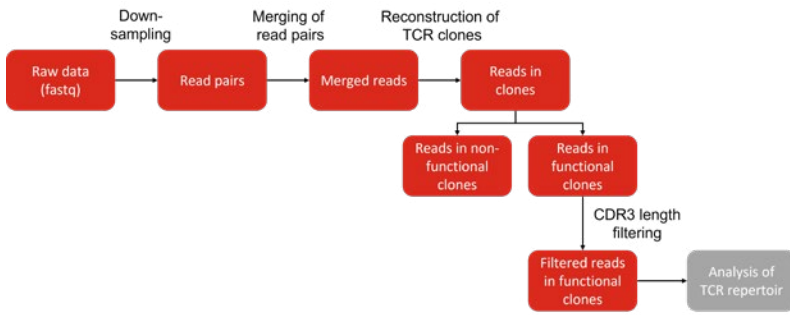 Down-
sampling
Merging of
read pairs
Reconstruction of
TCR clones
Raw data
(fastq)
Read pairs
Merged reads
Reads in
clones
Reads in non-
functional
clones
Reads in
functional
clones
CDR3 length
filtering
Filtered reads
in functional
clones
Analysis of
TCR repertoir